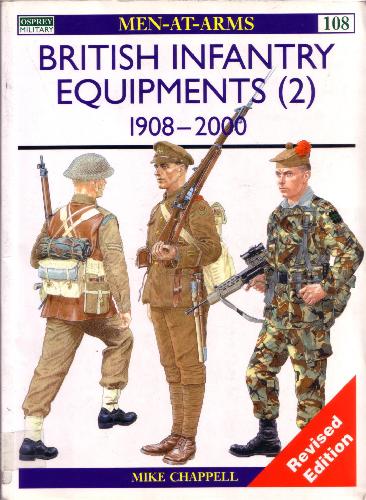 OSPREY
MILITARY
MEN-AT-ARMS
108
BRITISH INFANTRY
EQUIPMENTS (2)
1908–2000
Revised
Edition
MIKE CHAPPELL